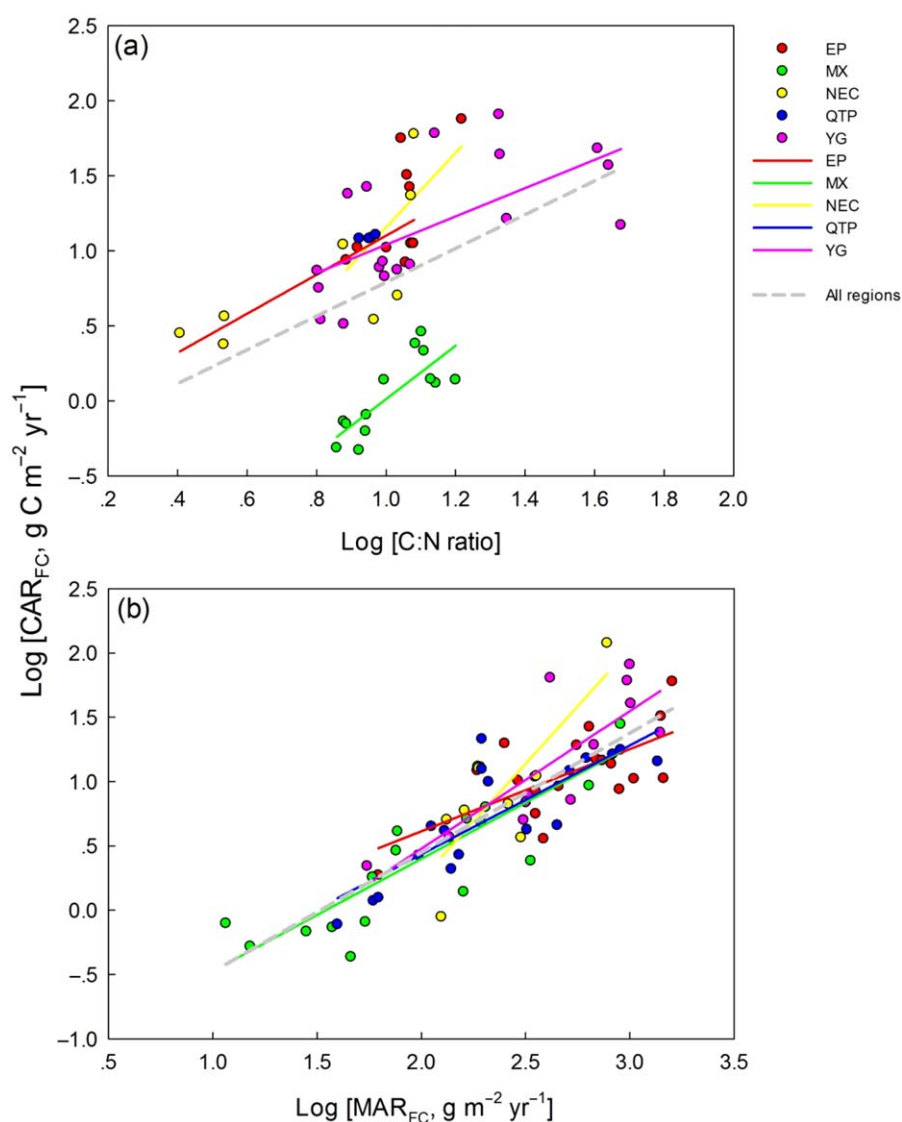 (a)
2.5
2.0
1.5
1.0
.5
0.0
–.5
.2
.4
.6
.8
1.0
1.2
1.4
1.6
1.8
2.0
Log [C:N ratio]
EP
MX
NEC
QTP
YG
EP
MX
NEC
QTP
YG
All regions
Log [CAR_FC, g C m⁻² yr⁻¹]
(b)
2.5
2.0
1.5
1.0
.5
0.0
–.5
–1.0
.5
1.0
1.5
2.0
2.5
3.0
3.5
Log [MAR_FC, g m⁻² yr⁻¹]